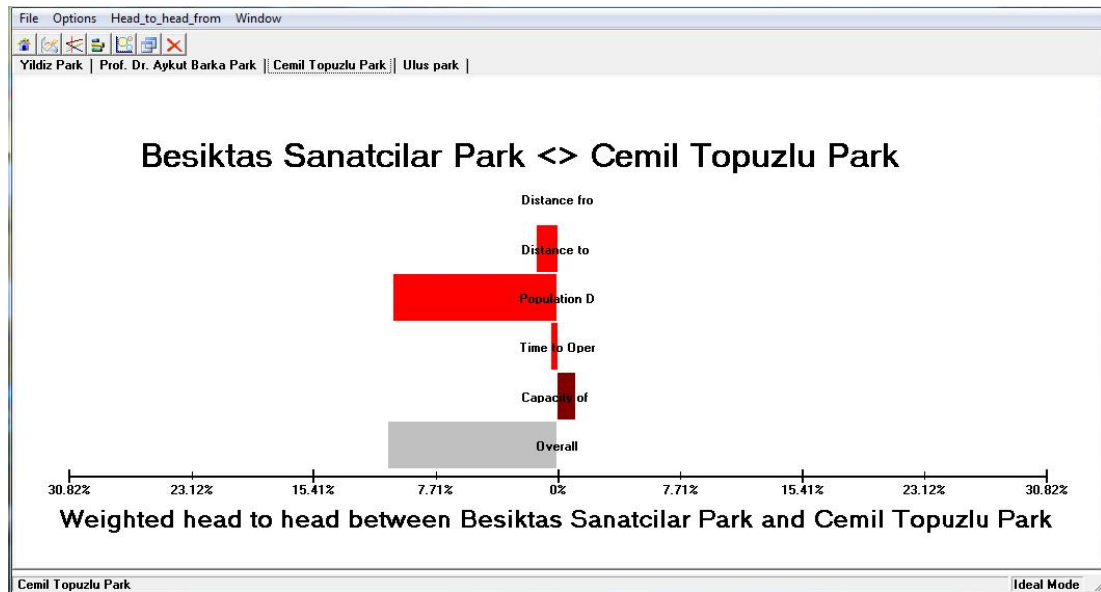 File Options Head_to_head_from Window
Yildiz Park | Prof. Dr. Aykut Barka Park | Cemil Topuzlu Park | Ulus park |
Besiktas Sanatcilar Park <> Cemil Topuzlu Park
Distance fro
Distance to
Population D
Time to Oper
Capacity of
Overall
30.82% 23.12% 15.41% 7.71% 0% 7.71% 15.41% 23.12% 30.82%
Weighted head to head between Besiktas Sanatcilar Park and Cemil Topuzlu Park
Cemil Topuzlu Park Ideal Mode